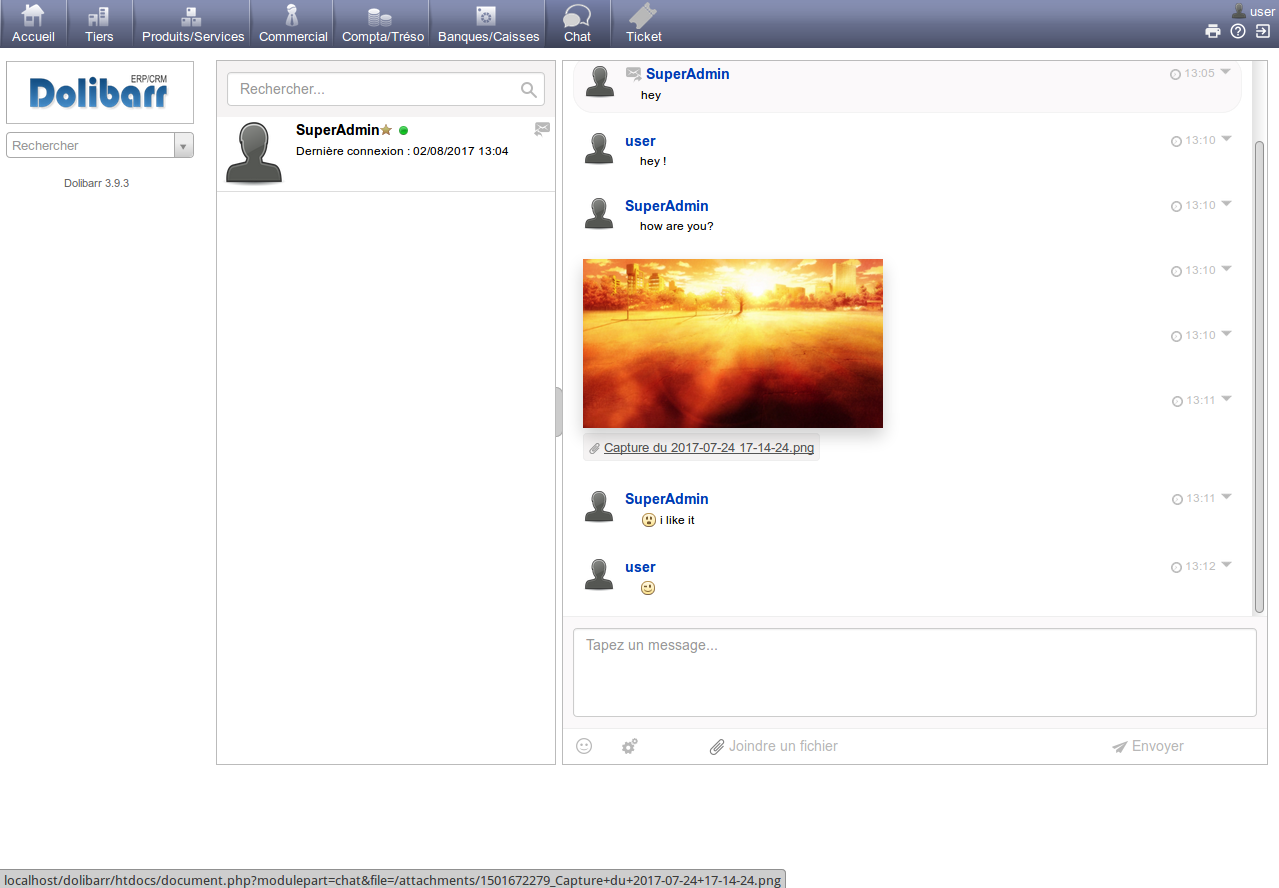 Accueil
Tiers
Produits/Services
Commercial
Compta/Tréso
Banques/Caisses
Chat
Ticket
user
ERP/CRM
Dolibarr
Rechercher
Dolibarr 3.9.3
Rechercher...
SuperAdmin
Dernière connexion : 02/08/2017 13:04
SuperAdmin 13:05
hey
user 13:10
hey !
SuperAdmin 13:10
how are you?
13:10
13:10
13:11
Capture du 2017-07-24 17-14-24.png
SuperAdmin 13:11
i like it
user 13:12
Tapez un message...
Joindre un fichier
Envoyer
localhost/dolibarr/htdocs/document.php?modulepart=chat&file=/attachments/1501672279_Capture+du+2017-07-24+17-14-24.png